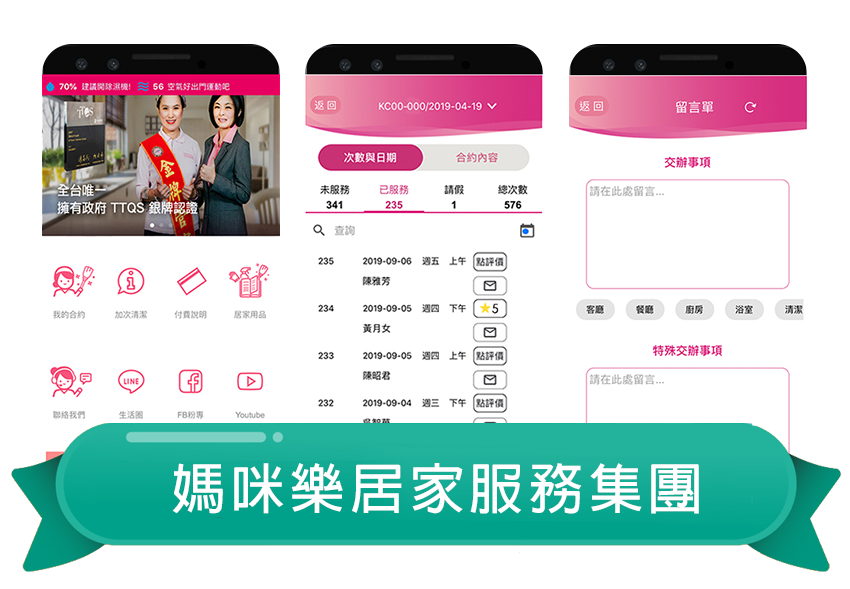 70% 建議開除濕機! 56 空氣好出門運動吧
TTQS
金牌
全台唯一
擁有政府 TTQS 銀牌認證
我的合約 加次清潔 付費說明 居家用品
LINE
聯絡我們 生活圈 FB粉專 Youtube
返回 KC00-000/2019-04-19
次數與日期 合約內容
未服務 已服務 請假 總次數
341 235 1 576
查詢
235 2019-09-06 週五 上午 點評價
陳雅芳
234 2019-09-05 週四 下午 5
黃月女
233 2019-09-05 週四 上午 點評價
陳昭君
232 2019-09-04 週三 下午 點評價
返回 留言單
交辦事項
請在此處留言...
客廳 餐廳 廚房 浴室 清潔
特殊交辦事項
請在此處留言...
媽咪樂居家服務集團